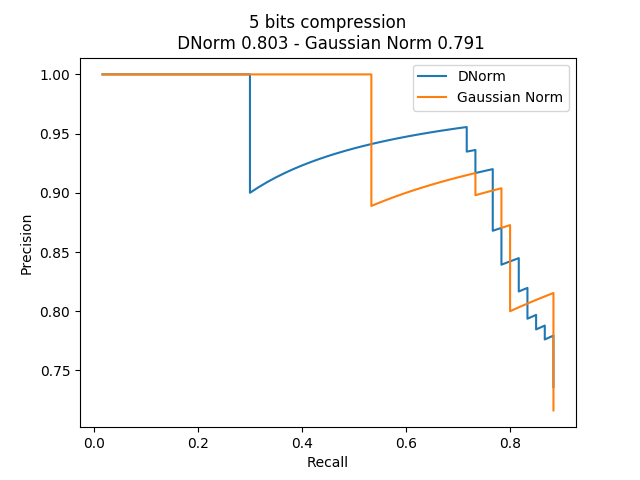 5 bits compression
DNorm 0.803 - Gaussian Norm 0.791
DNorm
Gaussian Norm
1.00
0.95
0.90
0.85
0.80
0.75
Precision
0.0
0.2
0.4
0.6
0.8
Recall